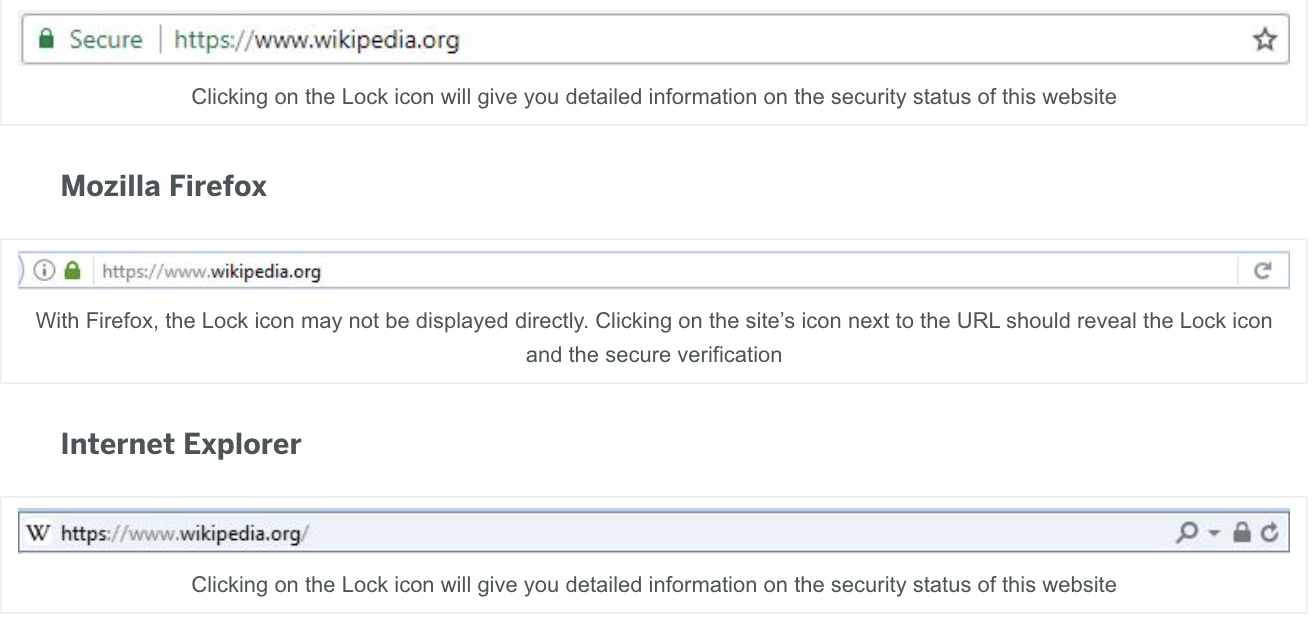 Secure | https://www.wikipedia.org
Clicking on the Lock icon will give you detailed information on the security status of this website
Mozilla Firefox
https://www.wikipedia.org
With Firefox, the Lock icon may not be displayed directly. Clicking on the site’s icon next to the URL should reveal the Lock icon
and the secure verification
Internet Explorer
W https://www.wikipedia.org/
Clicking on the Lock icon will give you detailed information on the security status of this website